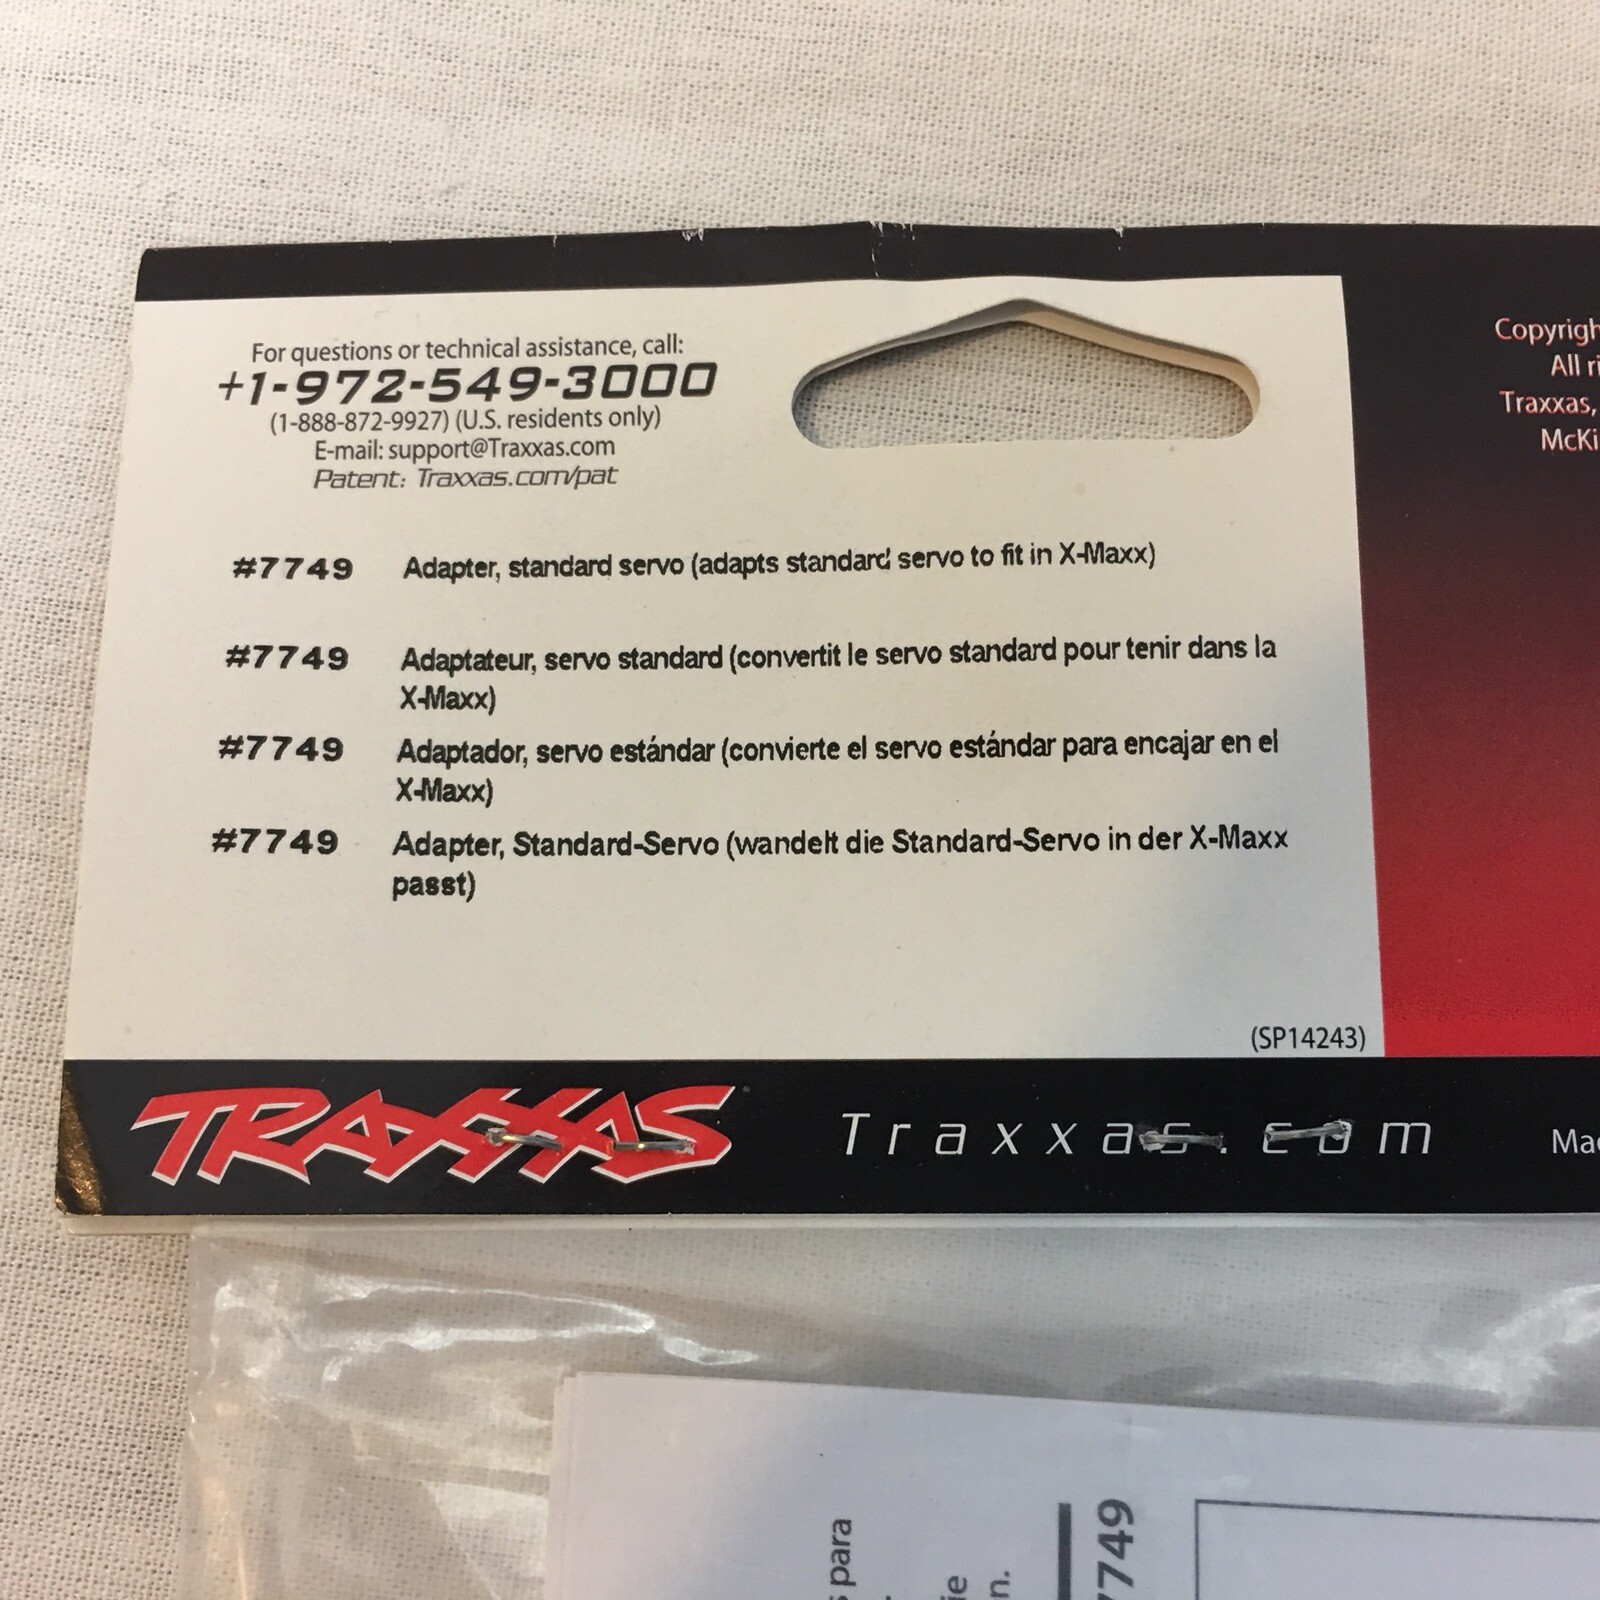 For questions or technical assistance, call:
+1-972-549-3000
(1-888-872-9927) (U.S. residents only)
E-mail: support@Traxxas.com
Patent: Traxxas.com/pat
#7749 Adapter, standard servo (adapts standard servo to fit in X-Maxx)
#7749 Adaptateur, servo standard (convertit le servo standard pour tenir dans la
X-Maxx)
#7749 Adaptador, servo estándar (convierte el servo estándar para encajar en el
X-Maxx)
#7749 Adapter, Standard-Servo (wandelt die Standard-Servo in der X-Maxx
passt)
(SP14243)
All
Traxxas,
TRAXXAS
Traxxas.com
para
7749